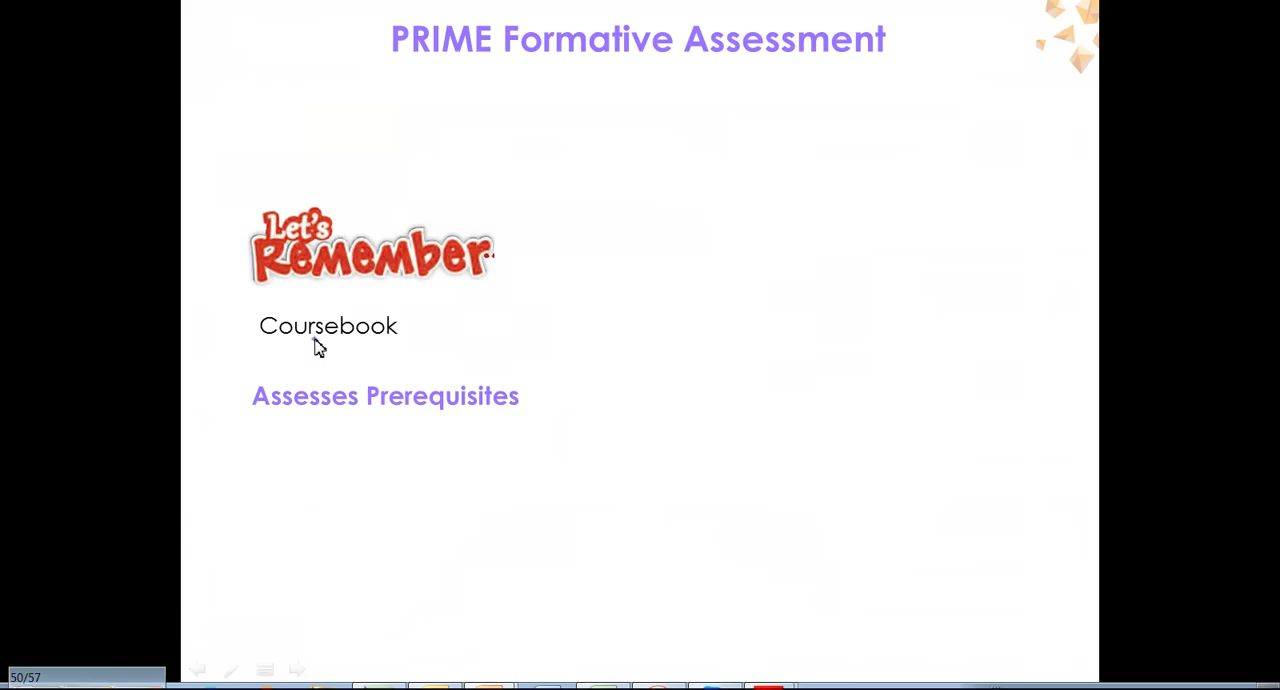 PRIME Formative Assessment
Let's
Remember..
Coursebook
Assesses Prerequisites
50/57